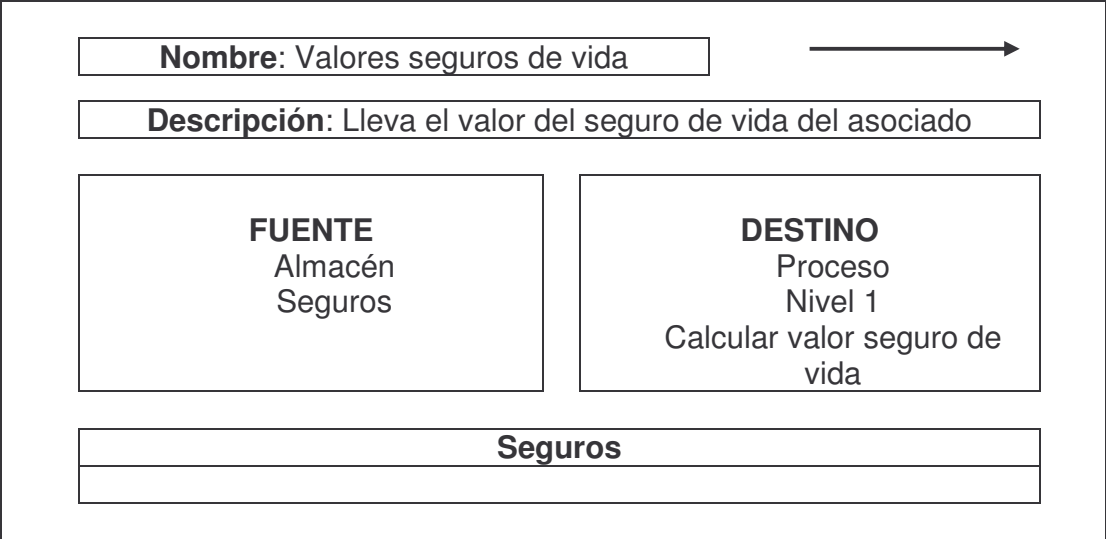 Nombre: Valores seguros de vida
Descripción: Lleva el valor del seguro de vida del asociado
FUENTE
Almacén
Seguros
DESTINO
Proceso
Nivel 1
Calcular valor seguro de
vida
Seguros